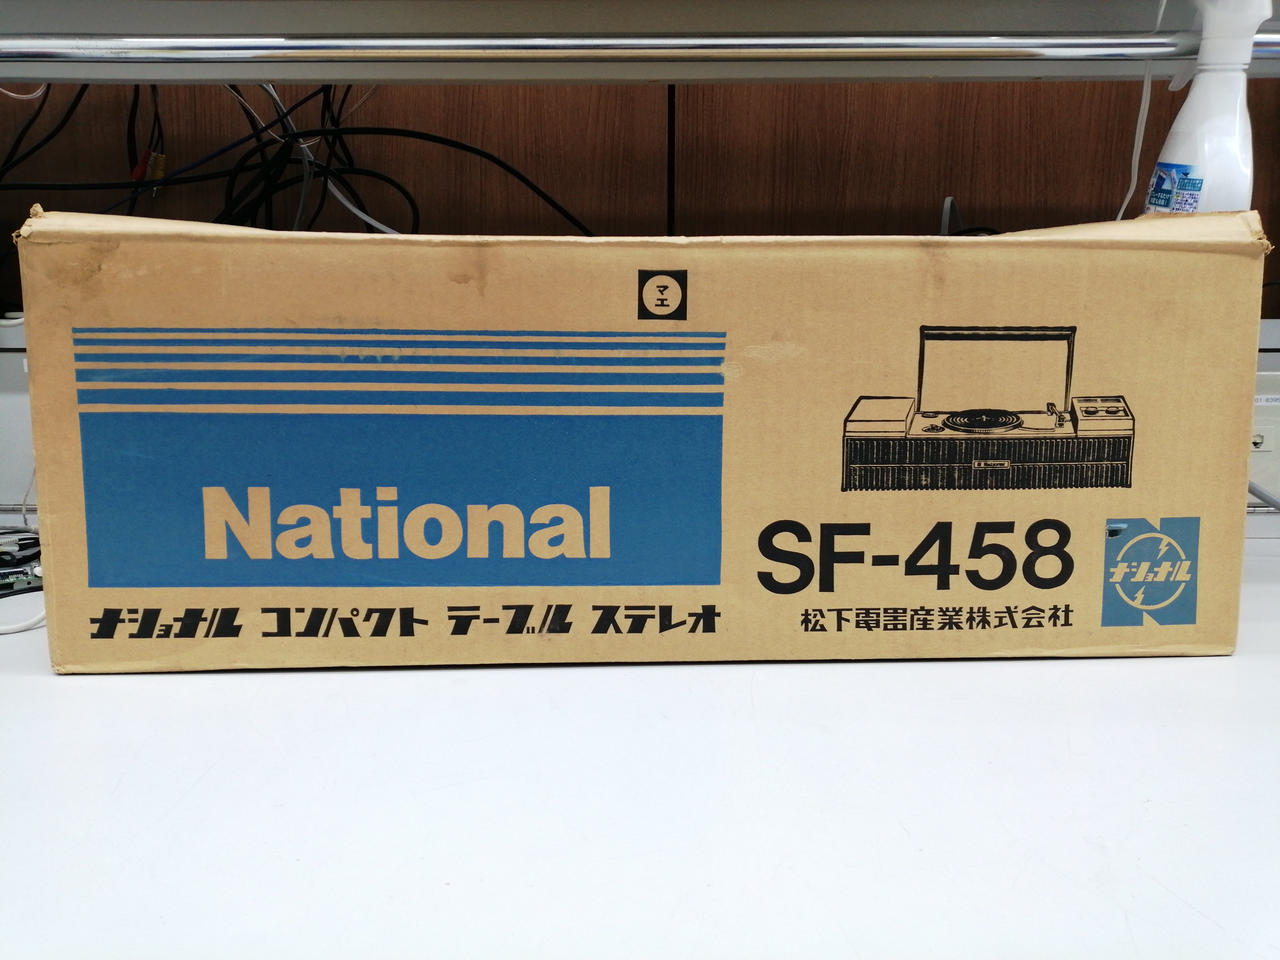 マエ
National
ナショナル コンパクト テーブル ステレオ
SF-458
松下電器産業株式会社
ナショナル